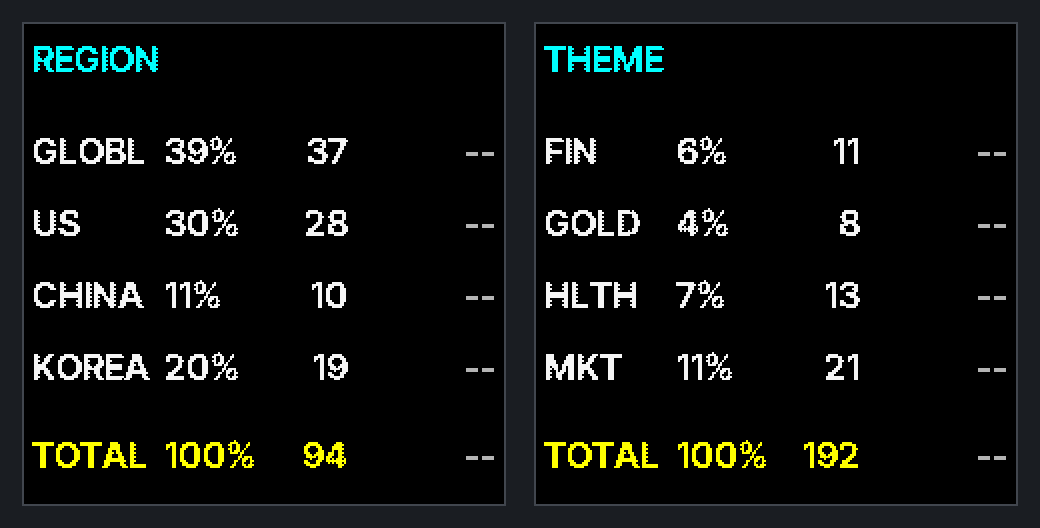 REGION
GLOBL 39% 37 --
US 30% 28 --
CHINA 11% 10 --
KOREA 20% 19 --
TOTAL 100% 94 --
THEME
FIN 6% 11 --
GOLD 4% 8 --
HLTH 7% 13 --
MKT 11% 21 --
TOTAL 100% 192 --